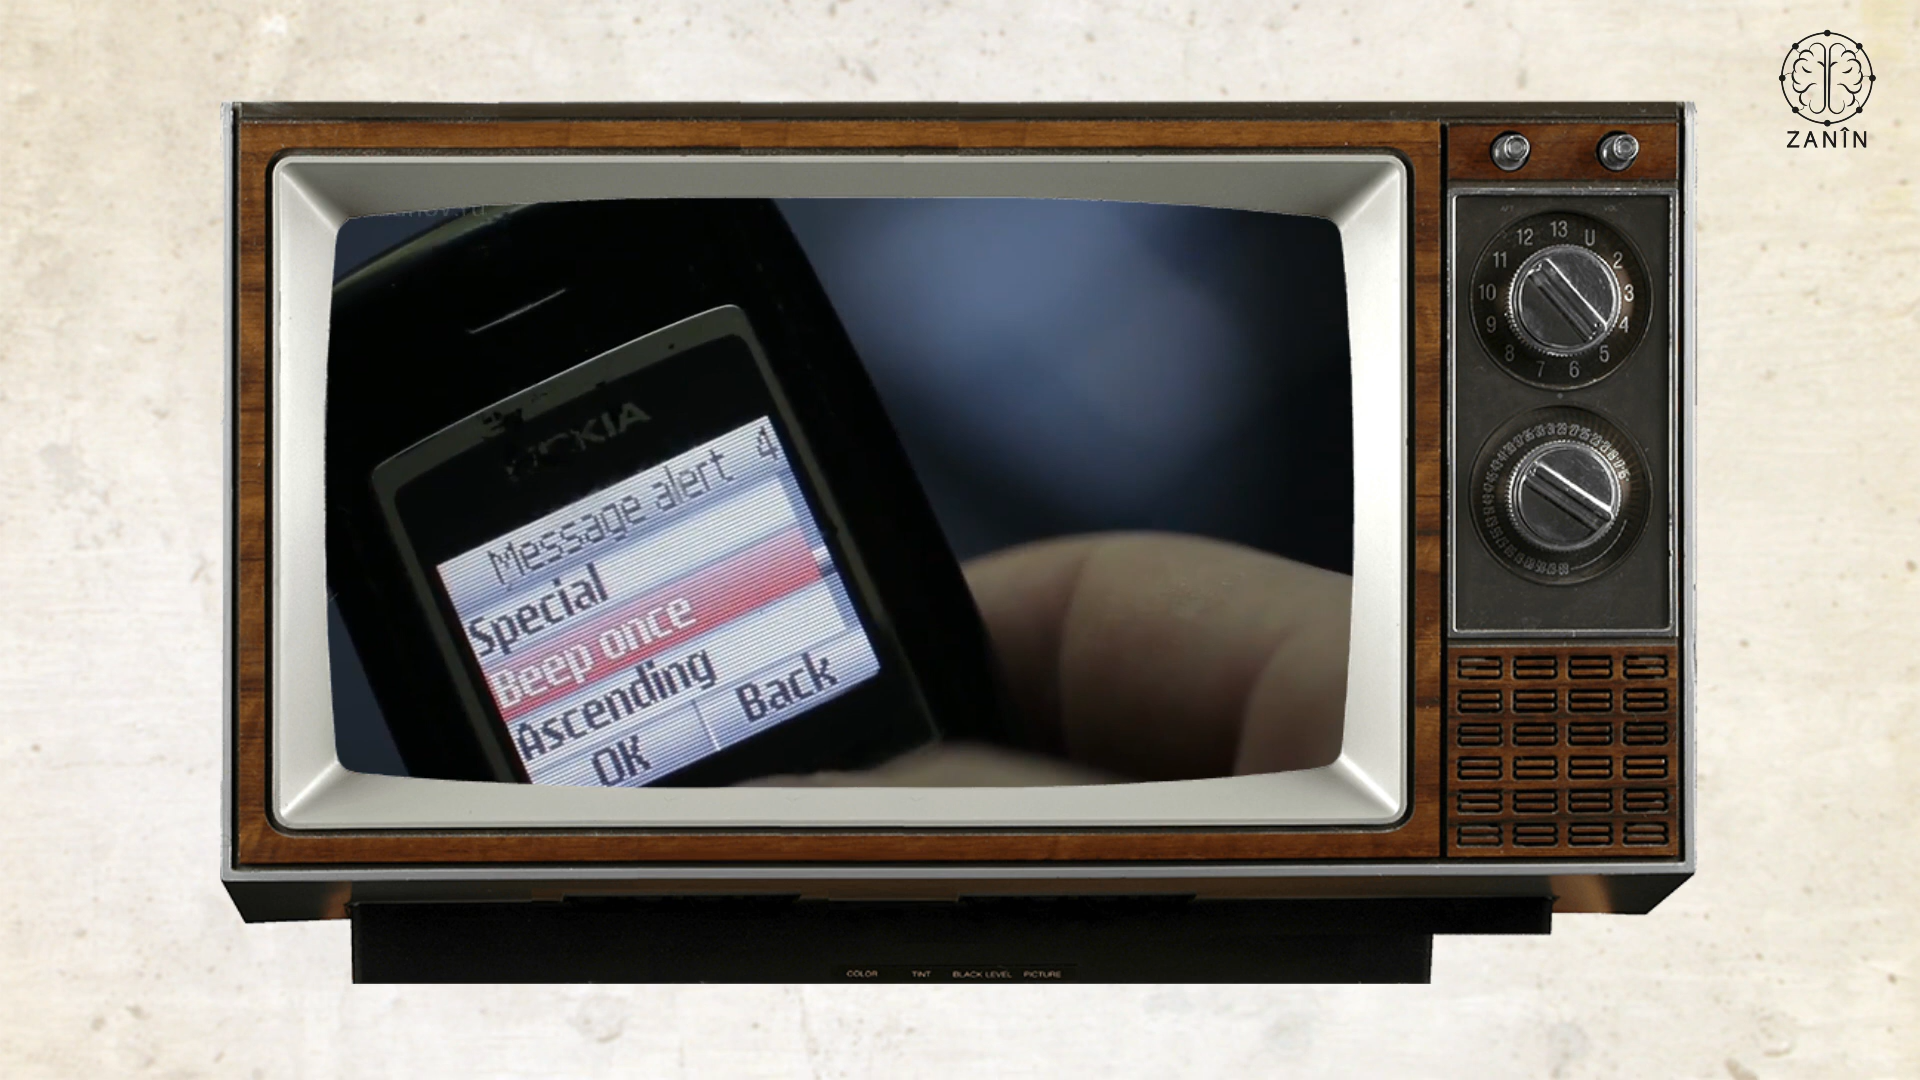 ZANÎN
NOKIA
Message alert 4
Special
Beep once
Ascending
OK Back
12 13 U
11 2
10 3
9 4
8 5
7 6
COLOR TINT BLACK LEVEL PICTURE